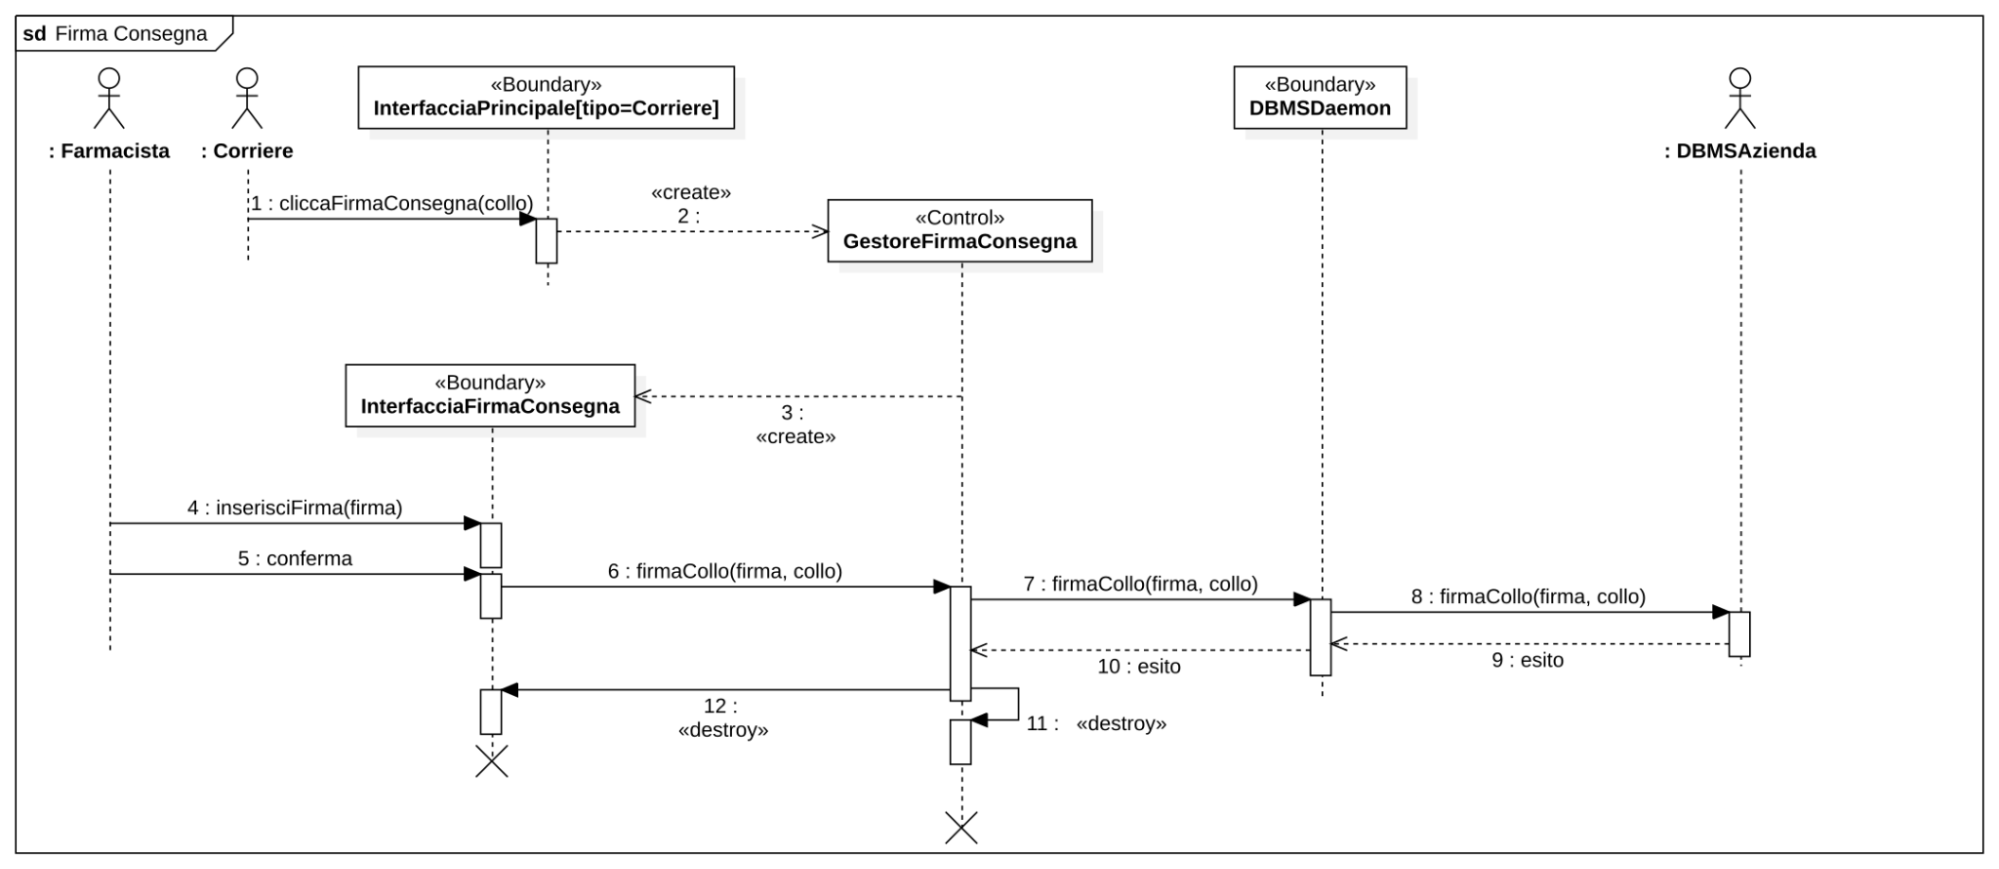 sd Firma Consegna
«Boundary»
InterfacciaPrincipale[tipo=Corriere]
«Boundary»
DBMSDaemon
: Farmacista
: Corriere
: DBMSAzienda
1 : cliccaFirmaConsegna(collo)
«create»
2 :
«Control»
GestoreFirmaConsegna
«Boundary»
InterfacciaFirmaConsegna
3 :
«create»
4 : inserisciFirma(firma)
5 : conferma
6 : firmaCollo(firma, collo)
7 : firmaCollo(firma, collo)
8 : firmaCollo(firma, collo)
9 : esito
10 : esito
12 :
«destroy»
11 : «destroy»